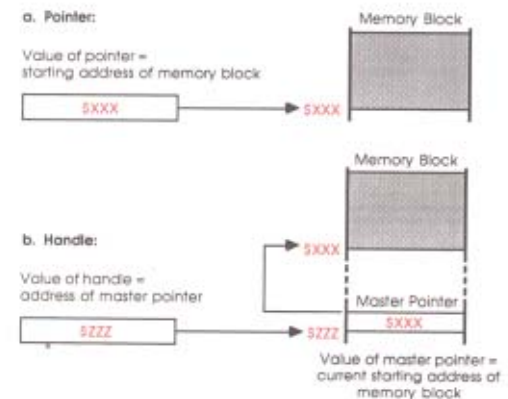 a. Pointer:
Memory Block
Value of pointer =
starting address of memory block
$XXX
$XXX
Memory Block
b. Handle:
$XXX
Value of handle =
address of master pointer
Master Pointer
$XXX
$ZZZ
$ZZZ
Value of master pointer =
current starting address of
memory block